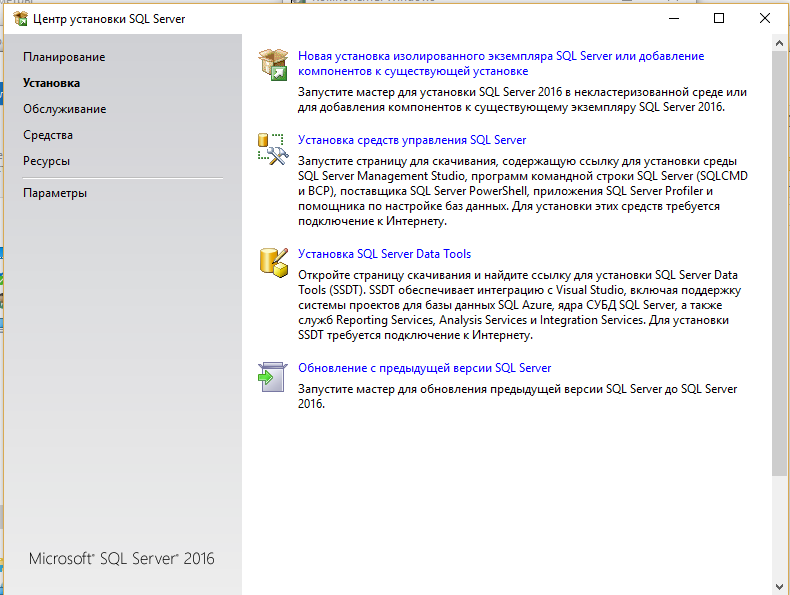 Центр установки SQL Server
Планирование
Установка
Обслуживание
Средства
Ресурсы
Параметры
Microsoft® SQL Server® 2016
Новая установка изолированного экземпляра SQL Server или добавление
компонентов к существующей установке
Запустите мастер для установки SQL Server 2016 в некластеризованной среде или
для добавления компонентов к существующему экземпляру SQL Server 2016.
Установка средств управления SQL Server
Запустите страницу для скачивания, содержащую ссылку для установки среды
SQL Server Management Studio, программ командной строки SQL Server (SQLCMD
и BCP), поставщика SQL Server PowerShell, приложения SQL Server Profiler и
помощника по настройке баз данных. Для установки этих средств требуется
подключение к Интернету.
Установка SQL Server Data Tools
Откройте страницу скачивания и найдите ссылку для установки SQL Server Data
Tools (SSDT). SSDT обеспечивает интеграцию с Visual Studio, включая поддержку
системы проектов для базы данных SQL Azure, ядра СУБД SQL Server, а также
служб Reporting Services, Analysis Services и Integration Services. Для установки
SSDT требуется подключение к Интернету.
Обновление с предыдущей версии SQL Server
Запустите мастер для обновления предыдущей версии SQL Server до SQL Server
2016.